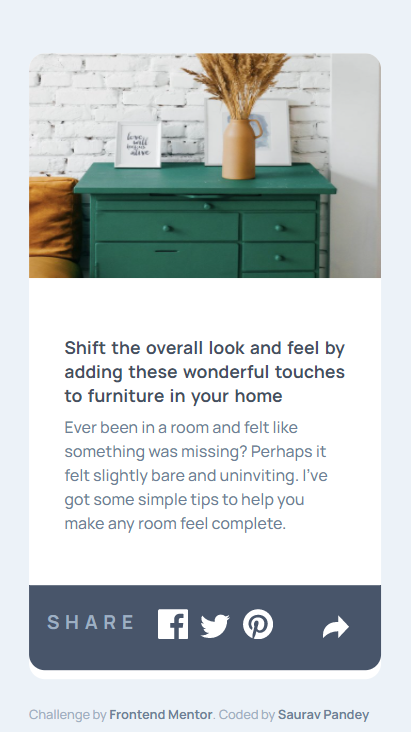 love
will
keep us
alive
Shift the overall look and feel by
adding these wonderful touches
to furniture in your home
Ever been in a room and felt like
something was missing? Perhaps it
felt slightly bare and uninviting. I've
got some simple tips to help you
make any room feel complete.
SHARE
Challenge by Frontend Mentor. Coded by Saurav Pandey